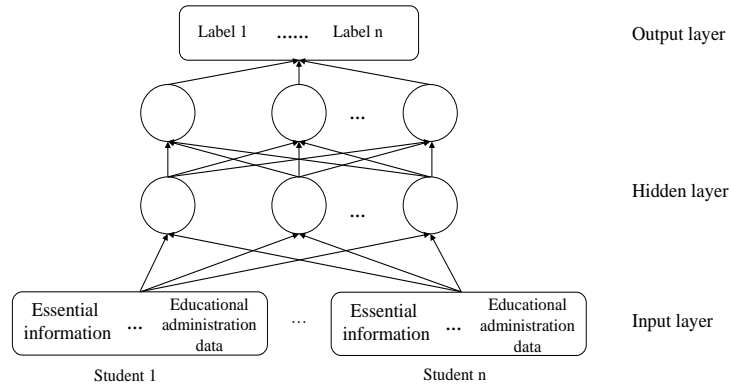 Label 1 ...... Label n
Output layer
...
Hidden layer
...
Essential information ... Educational administration data
...
Essential information ... Educational administration data
Input layer
Student 1
Student n